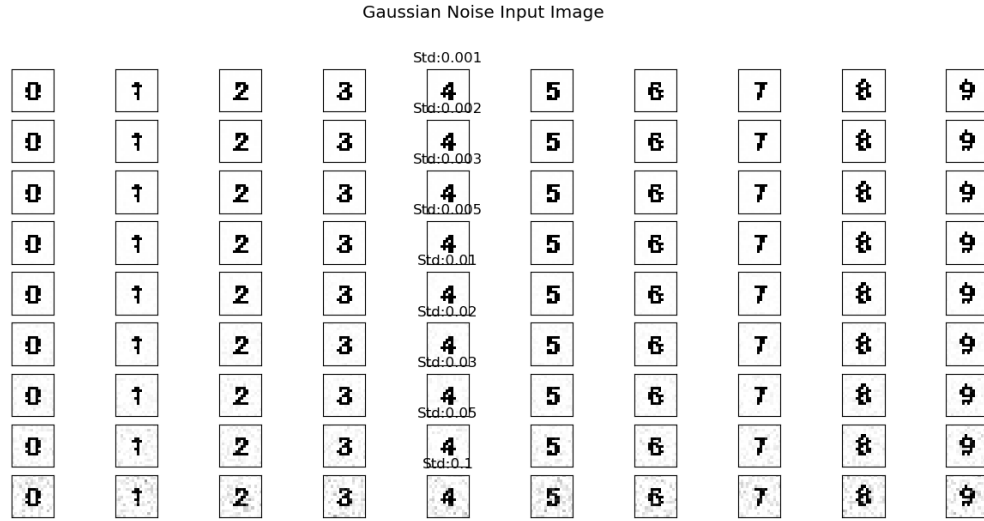 Gaussian Noise Input Image
Std:0.001
0 1 2 3 4 5 6 7 8 9
Std:0.002
0 1 2 3 4 5 6 7 8 9
Std:0.003
0 1 2 3 4 5 6 7 8 9
Std:0.005
0 1 2 3 4 5 6 7 8 9
Std:0.01
0 1 2 3 4 5 6 7 8 9
Std:0.02
0 1 2 3 4 5 6 7 8 9
Std:0.03
0 1 2 3 4 5 6 7 8 9
Std:0.05
0 1 2 3 4 5 6 7 8 9
Std:0.1
0 1 2 3 4 5 6 7 8 9